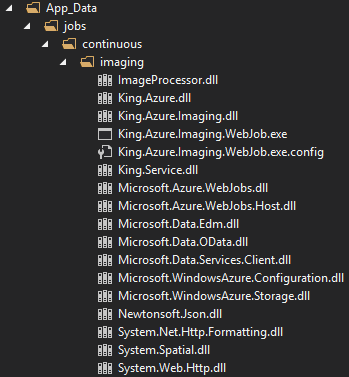 App_Data
jobs
continuous
imaging
ImageProcessor.dll
King.Azure.dll
King.Azure.Imaging.dll
King.Azure.Imaging.WebJob.exe
King.Azure.Imaging.WebJob.exe.config
King.Service.dll
Microsoft.Azure.WebJobs.dll
Microsoft.Azure.WebJobs.Host.dll
Microsoft.Data.Edm.dll
Microsoft.Data.OData.dll
Microsoft.Data.Services.Client.dll
Microsoft.WindowsAzure.Configuration.dll
Microsoft.WindowsAzure.Storage.dll
Newtonsoft.Json.dll
System.Net.Http.Formatting.dll
System.Spatial.dll
System.Web.Http.dll